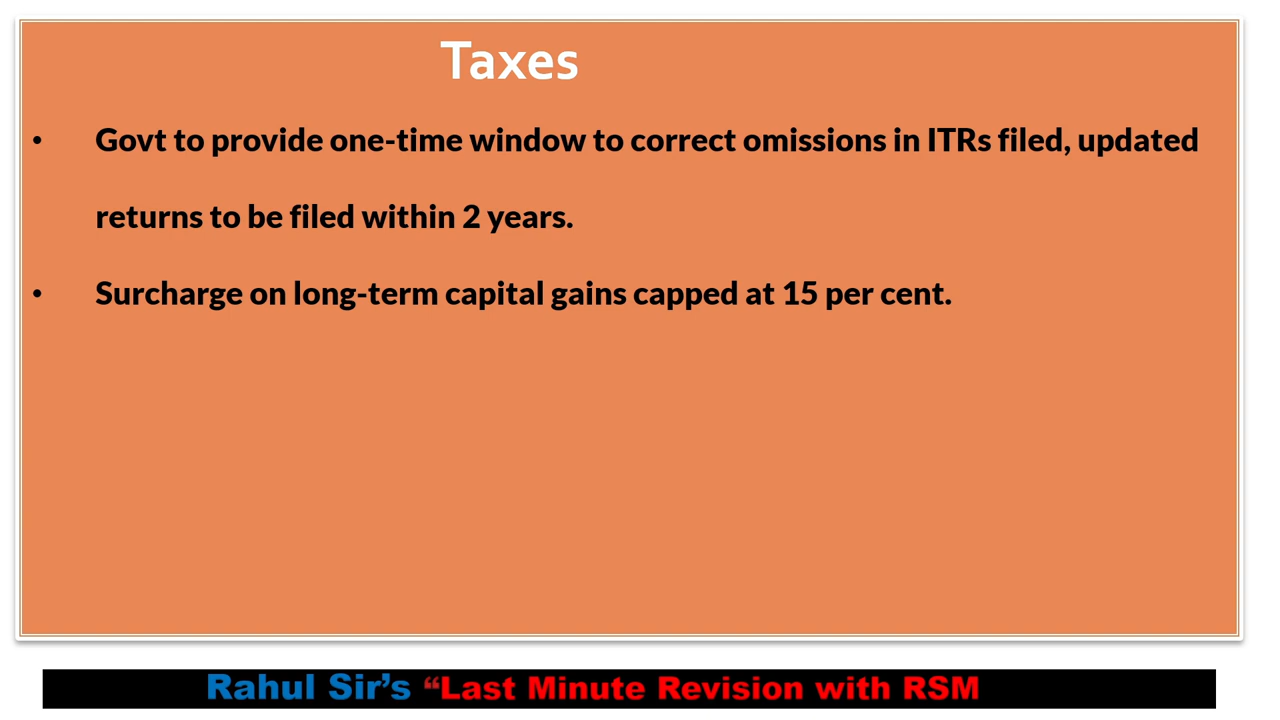 Taxes
• Govt to provide one-time window to correct omissions in ITRs filed, updated
returns to be filed within 2 years.
• Surcharge on long-term capital gains capped at 15 per cent.
Rahul Sir’s “Last Minute Revision with RSM